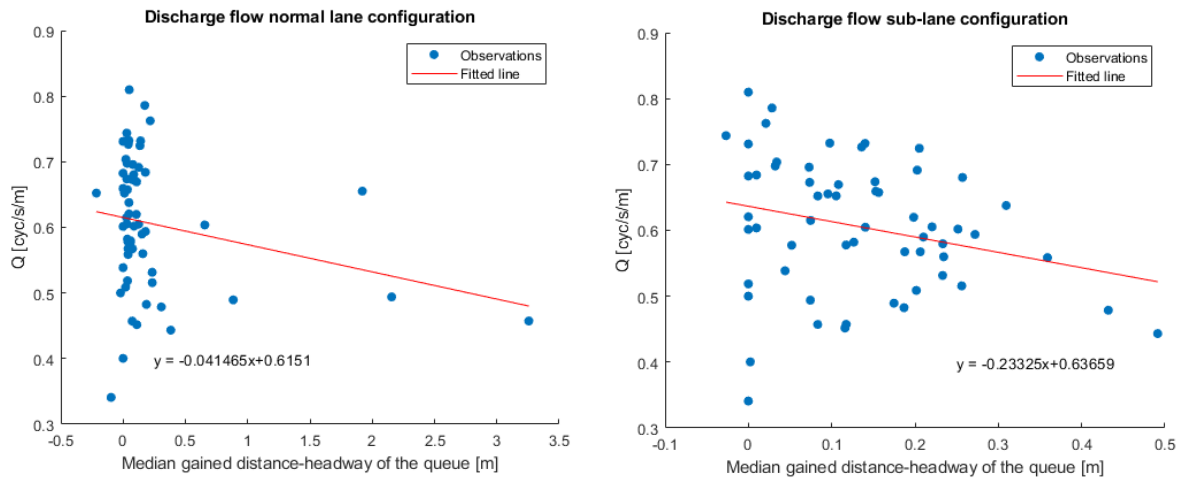 Discharge flow normal lane configuration
0.9
0.8
0.7
0.6
0.5
0.4
0.3
Q [cyc/s/m]
Observations
Fitted line
y = -0.041465x+0.6151
-0.5
0
0.5
1
1.5
2
2.5
3
3.5
Median gained distance-headway of the queue [m]
Discharge flow sub-lane configuration
0.9
0.8
0.7
0.6
0.5
0.4
0.3
Q [cyc/s/m]
Observations
Fitted line
y = -0.23325x+0.63659
-0.1
0
0.1
0.2
0.3
0.4
0.5
Median gained distance-headway of the queue [m]